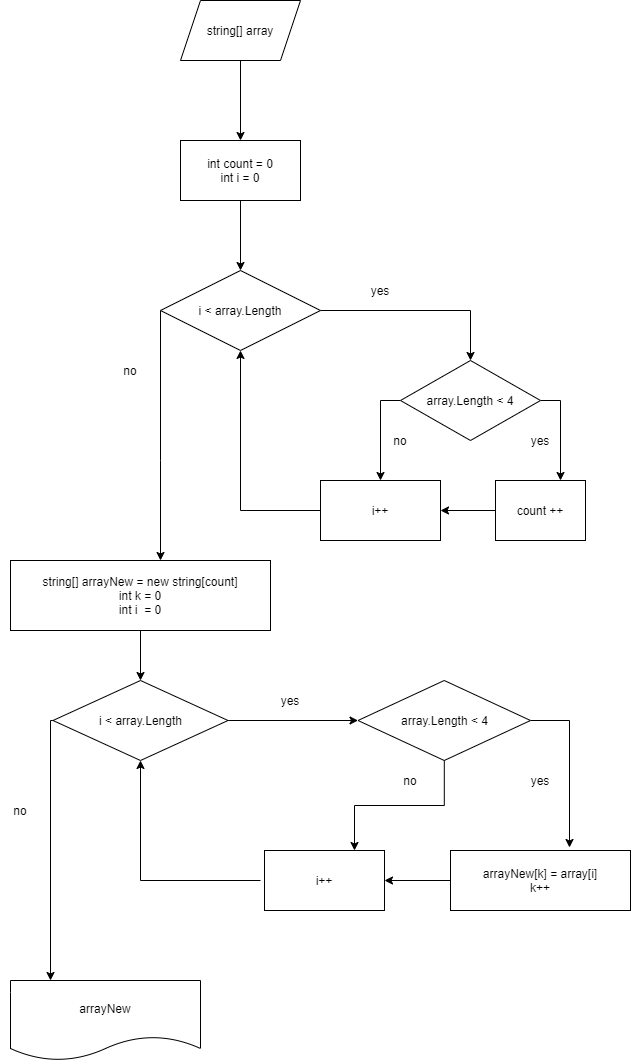 string[] array
int count = 0
int i = 0
i < array.Length
yes
no
array.Length < 4
no
yes
i++
count ++
string[] arrayNew = new string[count]
int k = 0
int i  = 0
i < array.Length
yes
array.Length < 4
no
no
yes
i++
arrayNew[k] = array[i]
k++
arrayNew